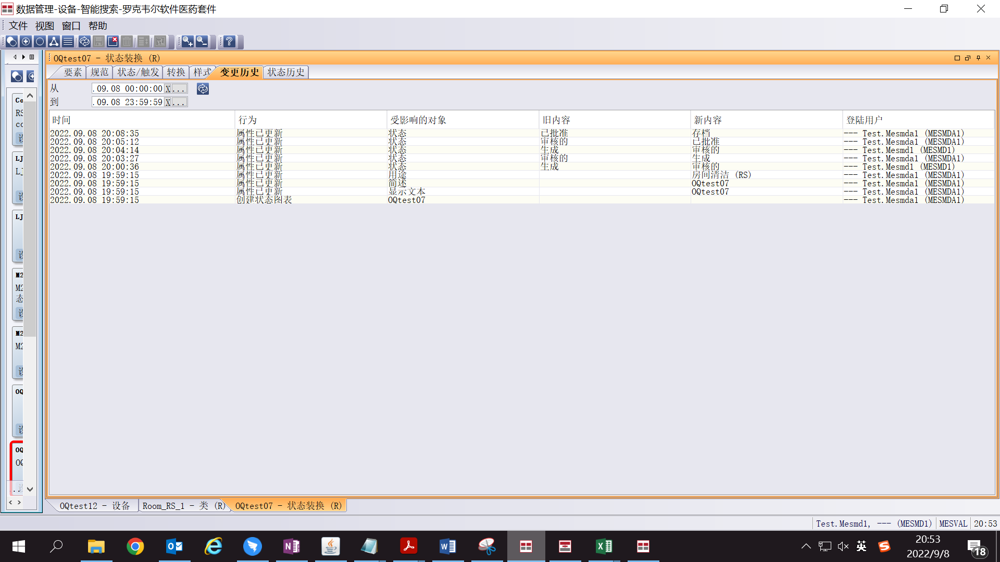 数据管理-设备-智能搜索-罗克韦尔软件医药套件
文件 视图 窗口 帮助
OQtest07 - 状态装换 (R)
要素 规范 状态/触发 转换 样式 变更历史 状态历史
从 .09.08 00:00:00 X ...
到 .09.08 23:59:59 X ...
时间 行为 受影响的对象 旧内容 新内容 登陆用户
2022.09.08 20:08:35 属性已更新 状态 已批准 存档 --- Test.Mesmda1 (MESMDA1)
2022.09.08 20:05:12 属性已更新 状态 审核的 已批准 --- Test.Mesmda1 (MESMDA1)
2022.09.08 20:04:14 属性已更新 状态 生成 审核的 --- Test.Mesmd1 (MESMD1)
2022.09.08 20:03:27 属性已更新 状态 审核的 生成 --- Test.Mesmda1 (MESMDA1)
2022.09.08 20:00:36 属性已更新 状态 生成 审核的 --- Test.Mesmd1 (MESMD1)
2022.09.08 19:59:15 属性已更新 用途 房间清洁 (RS) --- Test.Mesmda1 (MESMDA1)
2022.09.08 19:59:15 属性已更新 简述 OQtest07 --- Test.Mesmda1 (MESMDA1)
2022.09.08 19:59:15 属性已更新 显示文本 OQtest07 --- Test.Mesmda1 (MESMDA1)
2022.09.08 19:59:15 创建状态图表 OQtest07 --- Test.Mesmda1 (MESMDA1)
Co
RS
LJ
LJ
LJ
M2
M2
态
M2
M2
OQ
OQ
OQ
OQtest12 - 设备 Room_RS_1 - 类 (R) OQtest07 - 状态装换 (R)
Test.Mesmd1, --- (MESMD1) MESVAL 20:53
英
20:53
2022/9/8
18